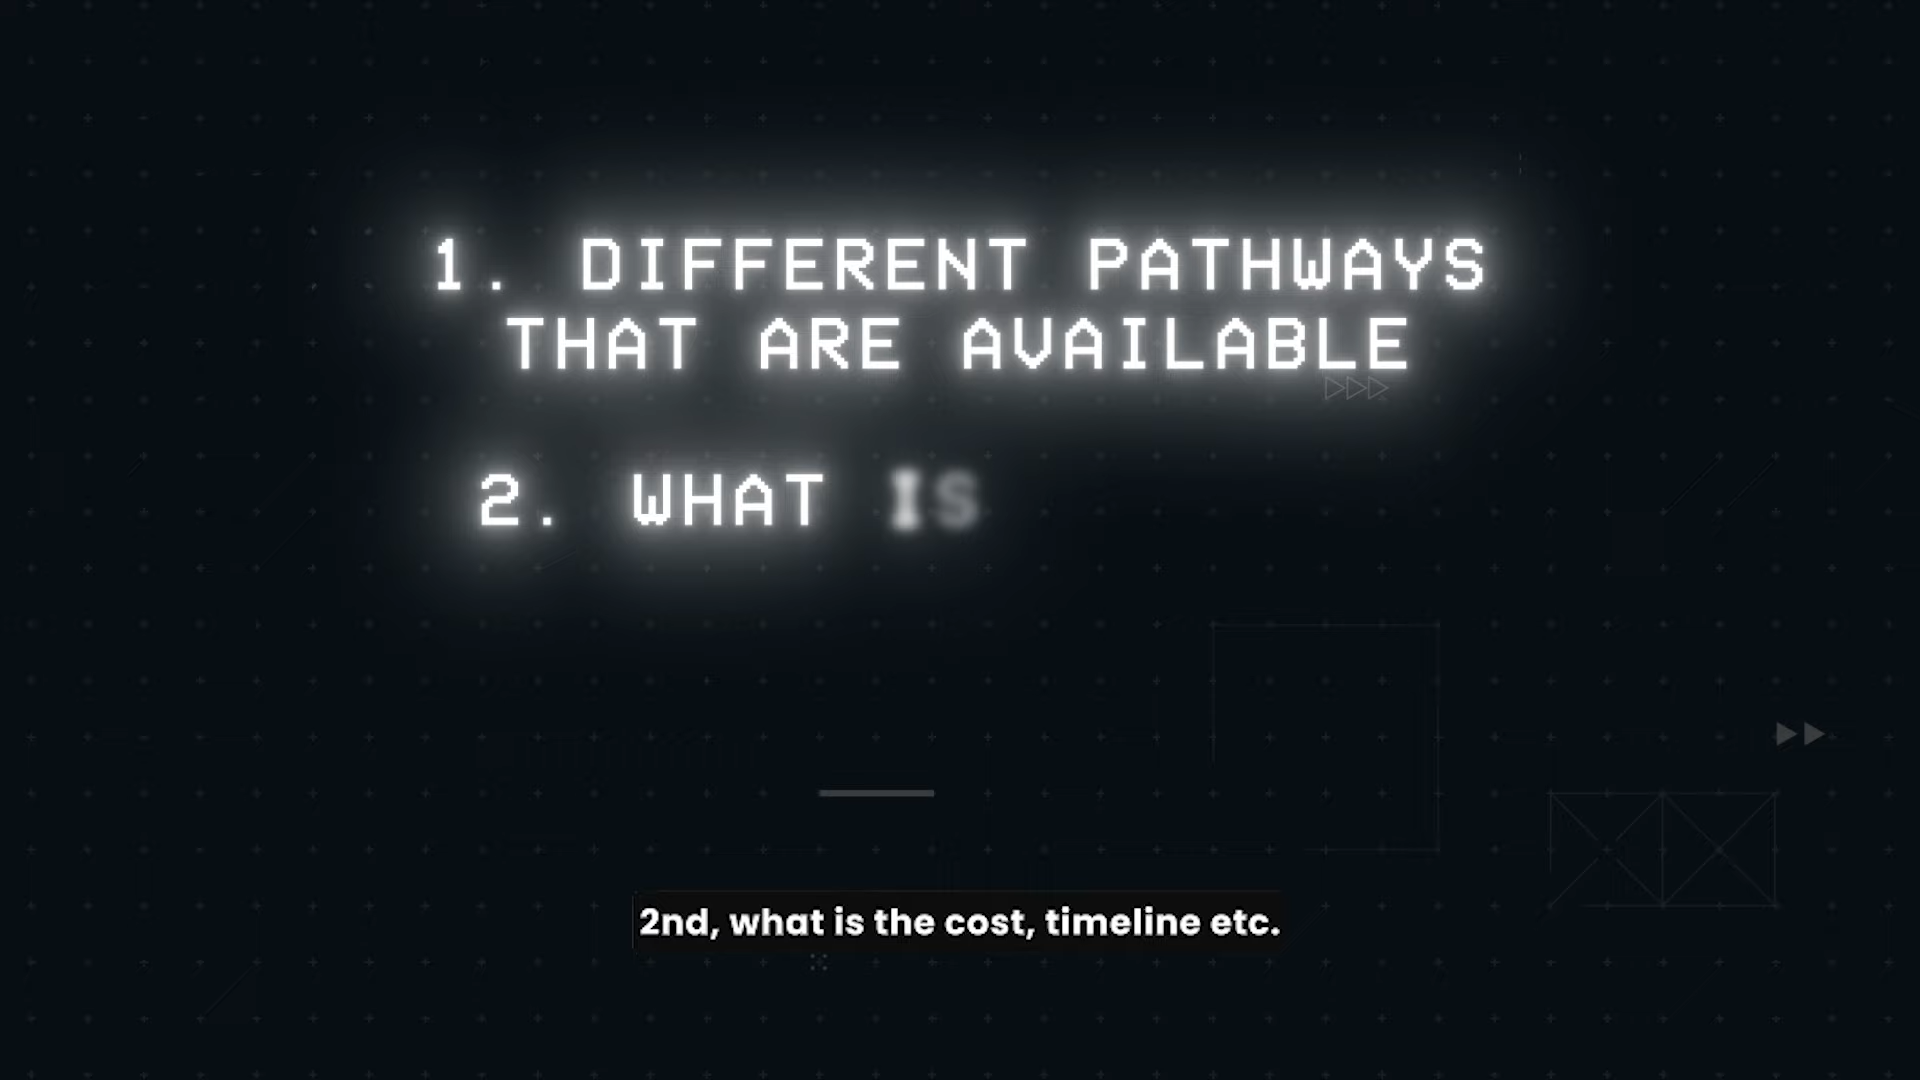 1. DIFFERENT PATHWAYS
THAT ARE AVAILABLE
2. WHAT IS
2nd, what is the cost, timeline etc.